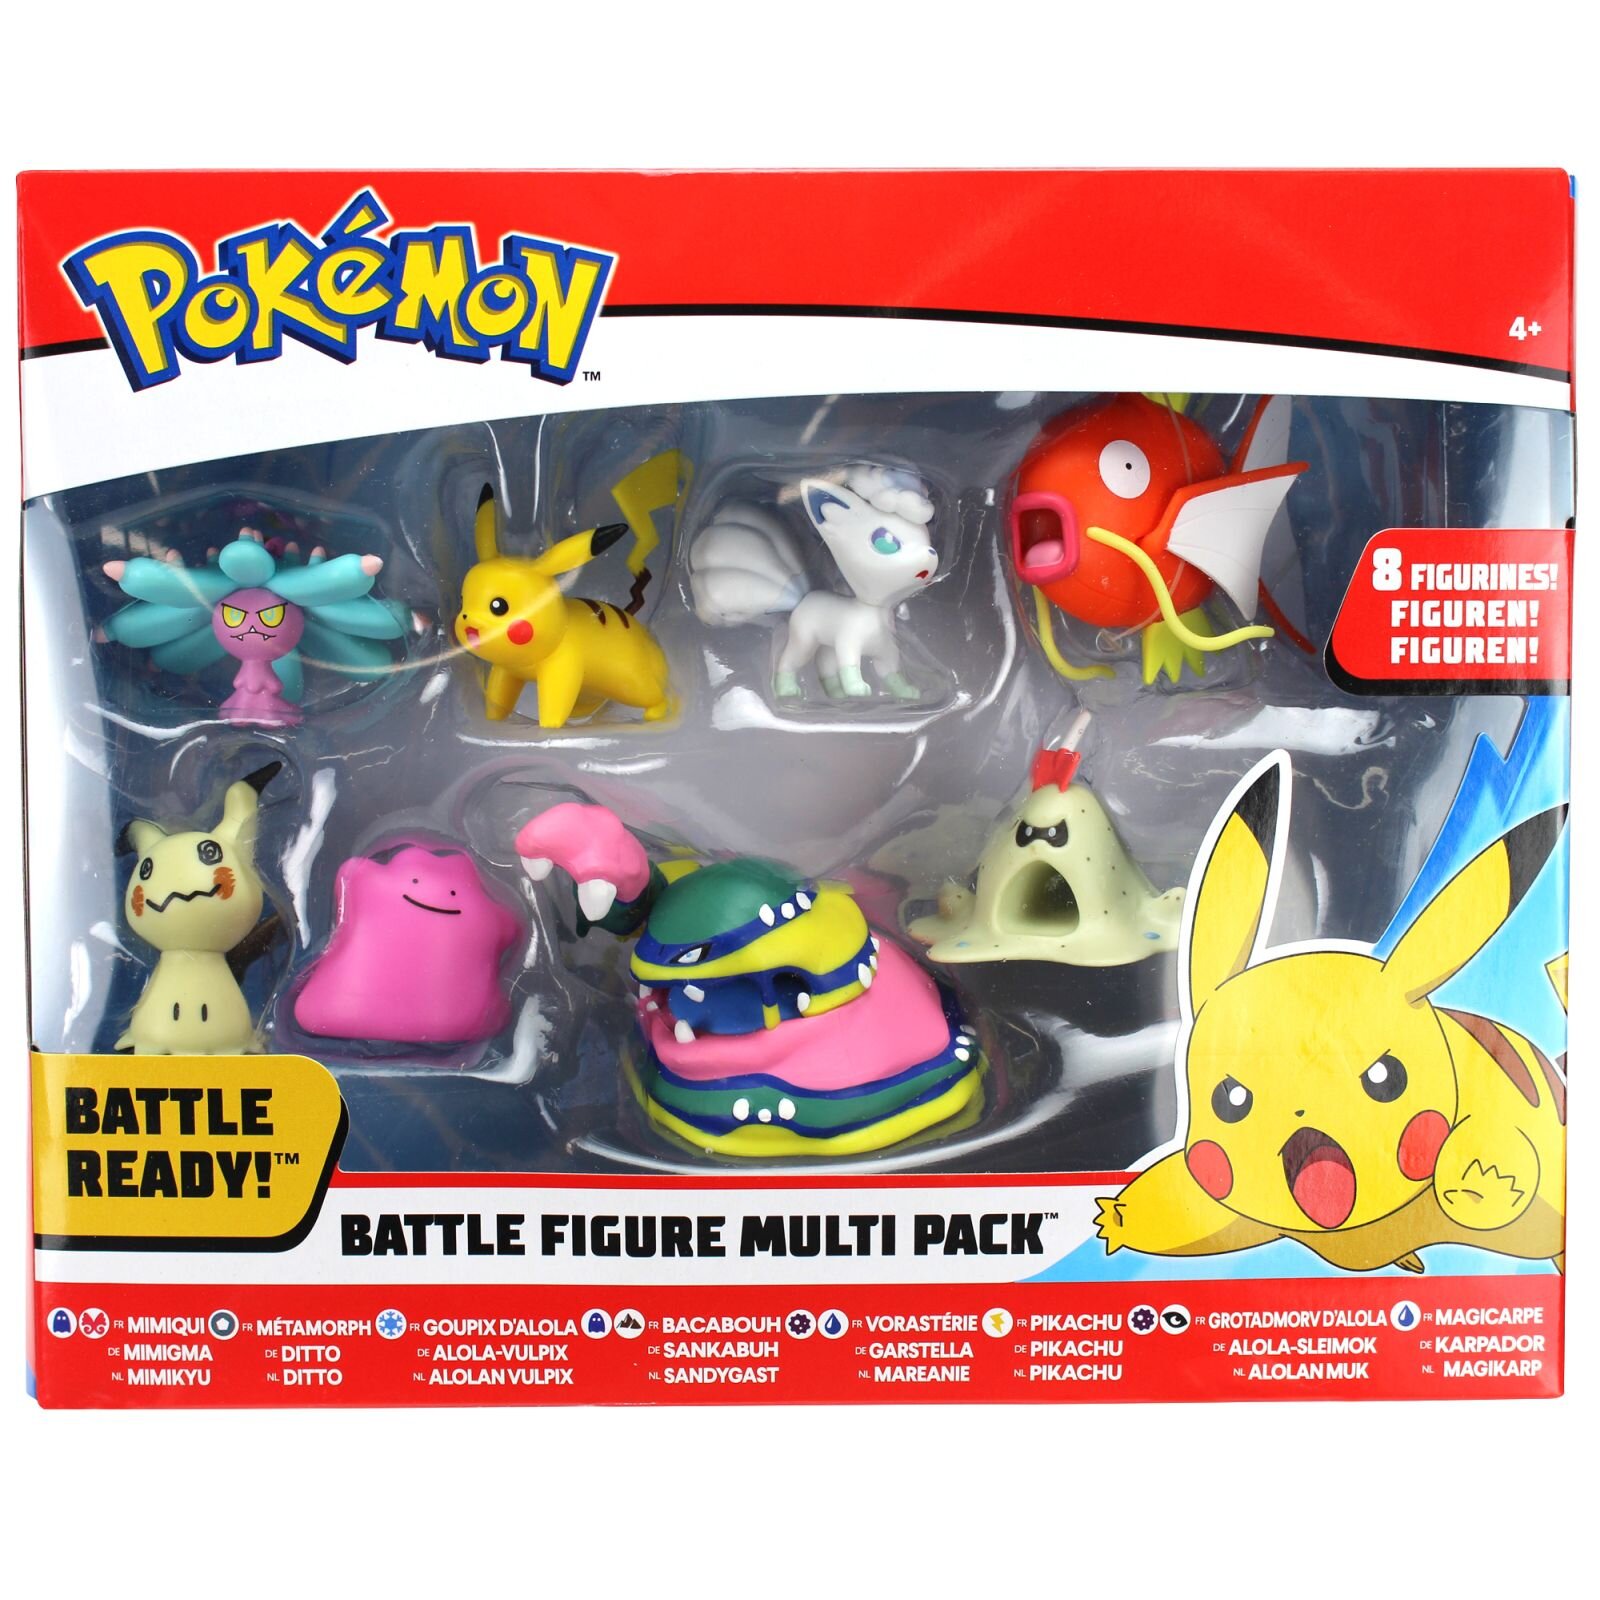 POKéMON™
4+
8 FIGURINES!
FIGUREN!
FIGUREN!
BATTLE
READY!™
BATTLE FIGURE MULTI PACK™
FR MIMIQUI
DE MIMIGMA
NL MIMIKYU
FR MÉTAMORPH
DE DITTO
NL DITTO
FR GOUPIX D'ALOLA
DE ALOLA-VULPIX
NL ALOLAN VULPIX
FR BACABOUH
DE SANKABUH
NL SANDYGAST
FR VORASTÉRIE
DE GARSTELLA
NL MAREANIE
FR PIKACHU
DE PIKACHU
NL PIKACHU
FR GROTADMORV D'ALOLA
DE ALOLA-SLEIMOK
NL ALOLAN MUK
FR MAGICARPE
DE KARPADOR
NL MAGIKARP